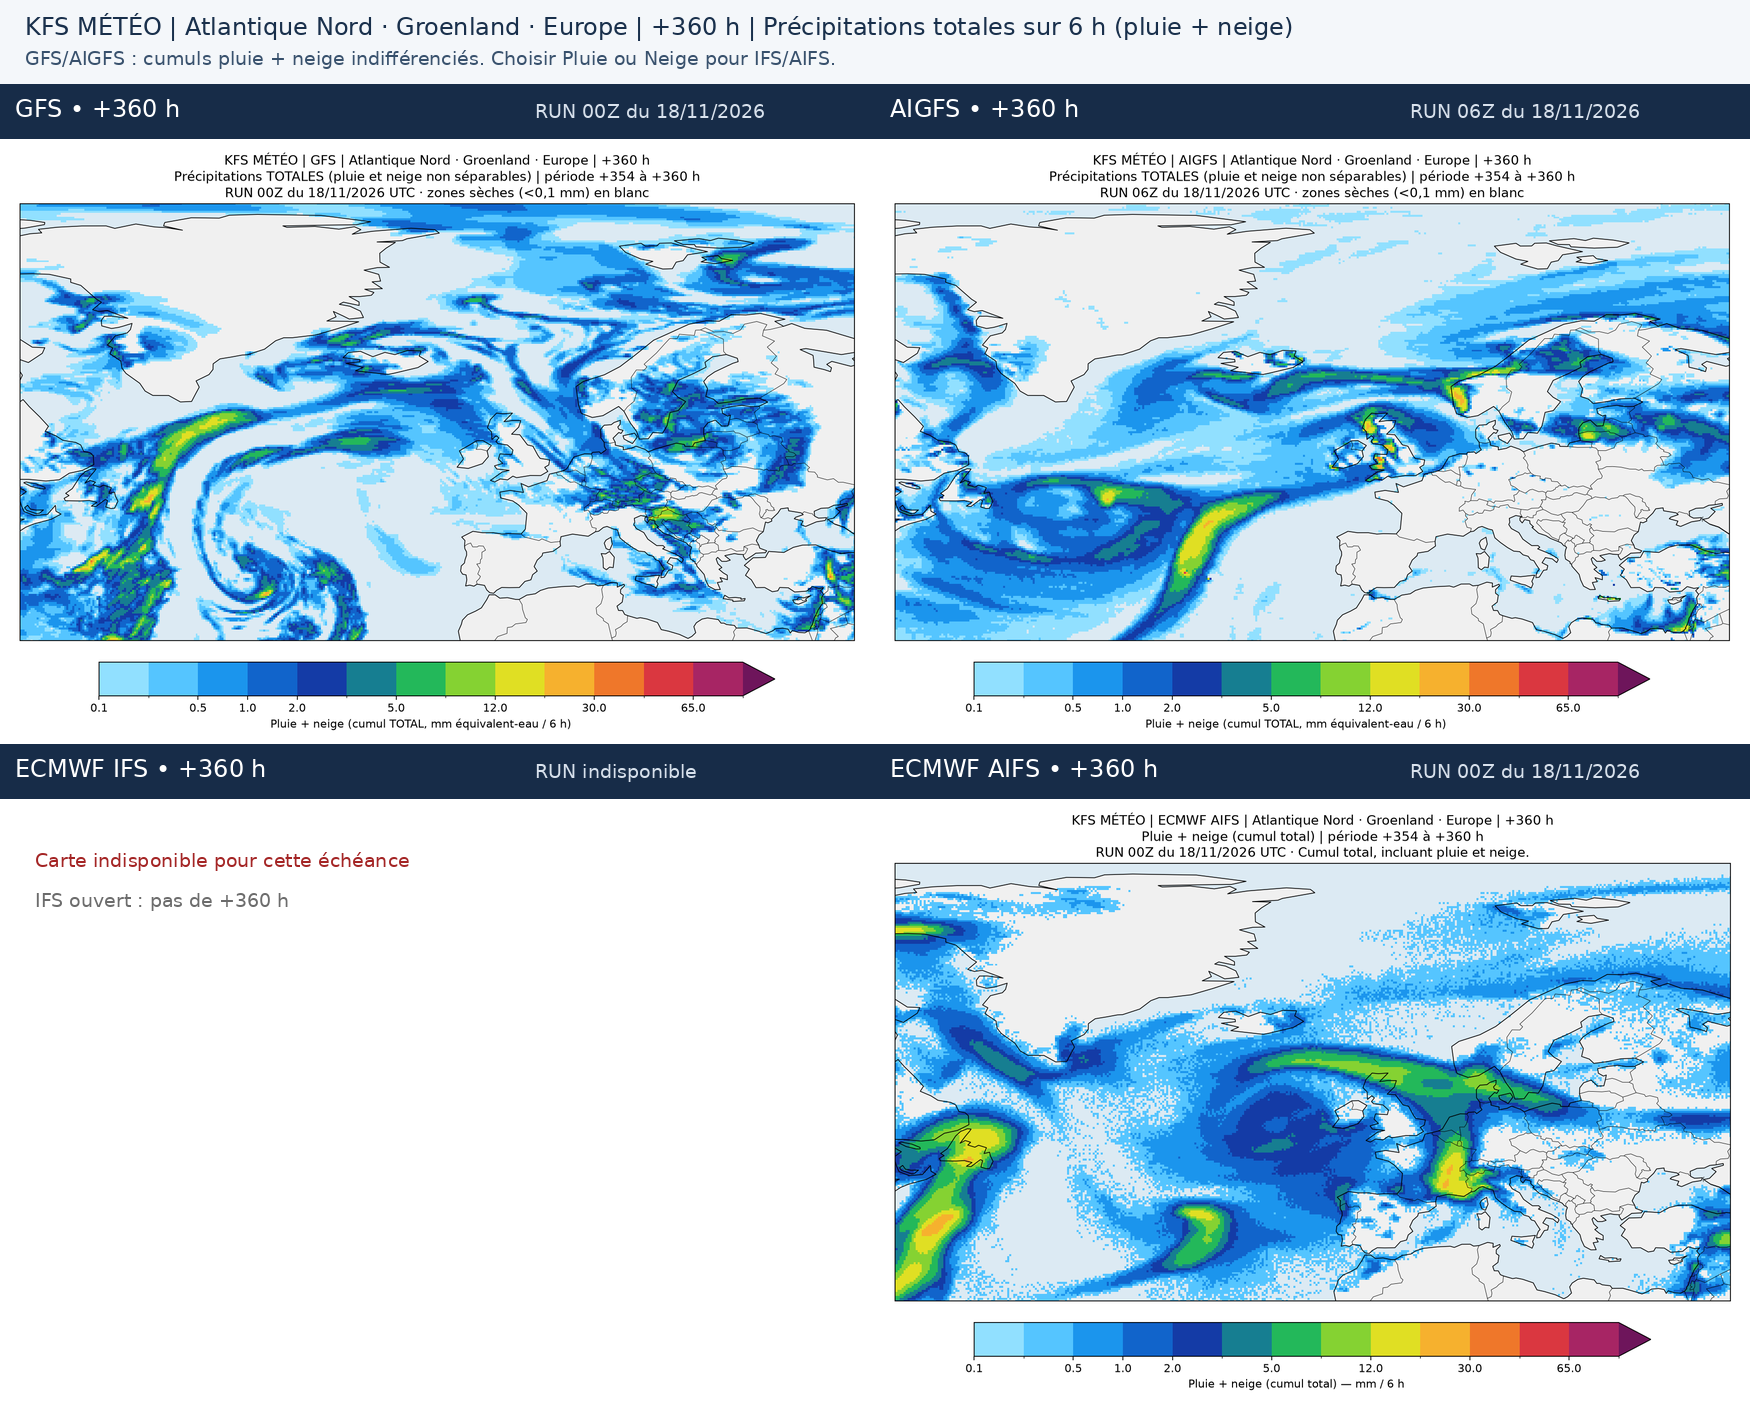 KFS MÉTÉO | Atlantique Nord · Groenland · Europe | +360 h | Précipitations totales sur 6 h (pluie + neige)
GFS/AIGFS : cumuls pluie + neige indifférenciés. Choisir Pluie ou Neige pour IFS/AIFS.
GFS • +360 h
RUN 00Z du 18/11/2026
AIGFS • +360 h
RUN 06Z du 18/11/2026
KFS MÉTÉO | GFS | Atlantique Nord · Groenland · Europe | +360 h
Précipitations TOTALES (pluie et neige non séparables) | période +354 à +360 h
RUN 00Z du 18/11/2026 UTC · zones sèches (<0,1 mm) en blanc
KFS MÉTÉO | AIGFS | Atlantique Nord · Groenland · Europe | +360 h
Précipitations TOTALES (pluie et neige non séparables) | période +354 à +360 h
RUN 06Z du 18/11/2026 UTC · zones sèches (<0,1 mm) en blanc
0.1 0.5 1.0 2.0 5.0 12.0 30.0 65.0
Pluie + neige (cumul TOTAL, mm équivalent-eau / 6 h)
0.1 0.5 1.0 2.0 5.0 12.0 30.0 65.0
Pluie + neige (cumul TOTAL, mm équivalent-eau / 6 h)
ECMWF IFS • +360 h
RUN indisponible
ECMWF AIFS • +360 h
RUN 00Z du 18/11/2026
Carte indisponible pour cette échéance
IFS ouvert : pas de +360 h
KFS MÉTÉO | ECMWF AIFS | Atlantique Nord · Groenland · Europe | +360 h
Pluie + neige (cumul total) | période +354 à +360 h
RUN 00Z du 18/11/2026 UTC · Cumul total, incluant pluie et neige.
0.1 0.5 1.0 2.0 5.0 12.0 30.0 65.0
Pluie + neige (cumul total) — mm / 6 h